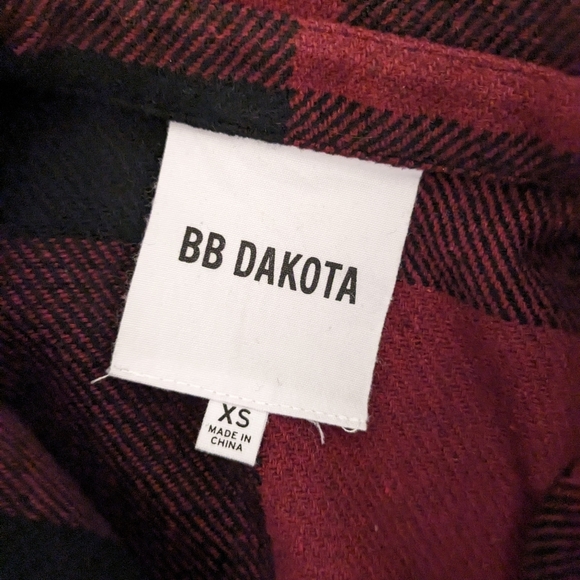 BB DAKOTA
XS
MADE IN
CHINA